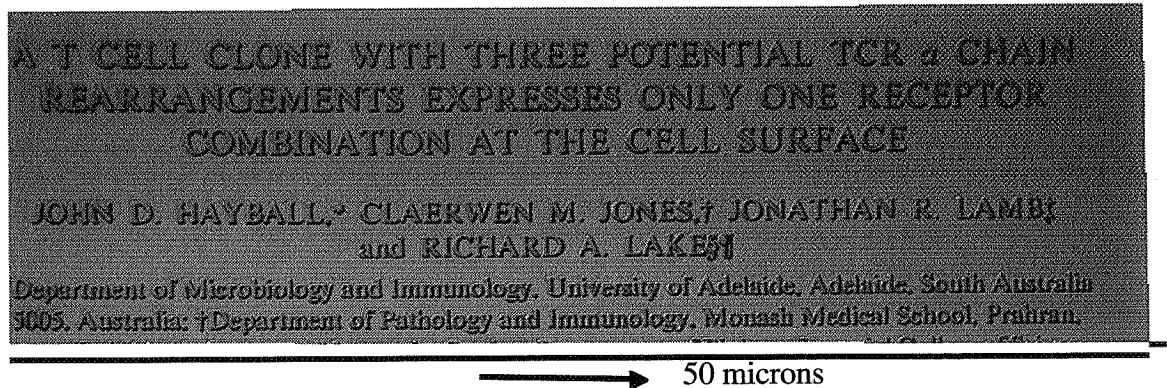 A T CELL CLONE WITH THREE POTENTIAL TCR α CHAIN
REARRANGEMENTS EXPRESSES ONLY ONE RECEPTOR
COMBINATION AT THE CELL SURFACE
JOHN D. HAYBALL,* CLAERWEN M. JONES,† JONATHAN R. LAMB‡
and RICHARD A. LAKE§¶
Department of Microbiology and Immunology, University of Adelaide, Adelaide, South Australia
5005, Australia; †Department of Pathology and Immunology, Monash Medical School, Prahran,
50 microns